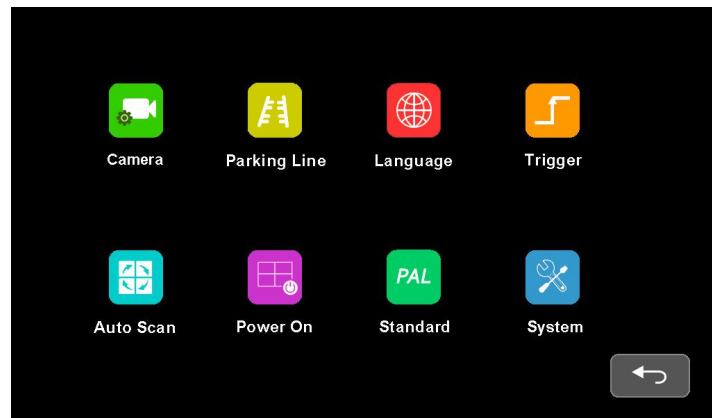 Camera
Parking Line
Language
Trigger
PAL
Auto Scan
Power On
Standard
System